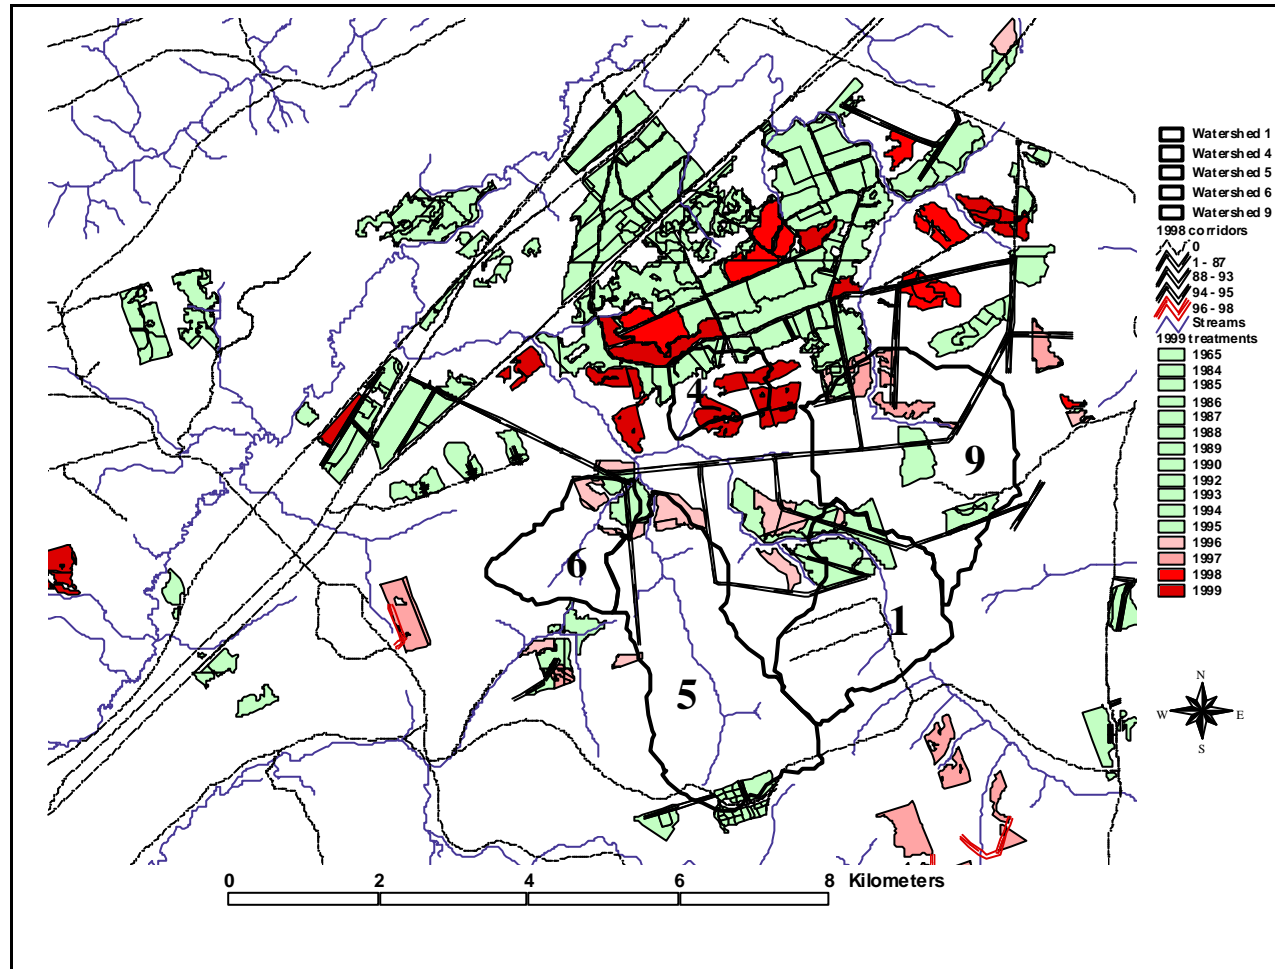 Watershed 1
Watershed 4
Watershed 5
Watershed 6
Watershed 9
1998 corridors
0
1 - 87
88 - 93
94 - 95
96 - 98
Streams
1999 treatments
1965
1984
1985
1986
1987
1988
1989
1990
1992
1993
1994
1995
1996
1997
1998
1999
4
9
6
1
5
N
W E
S
0 2 4 6 8 Kilometers